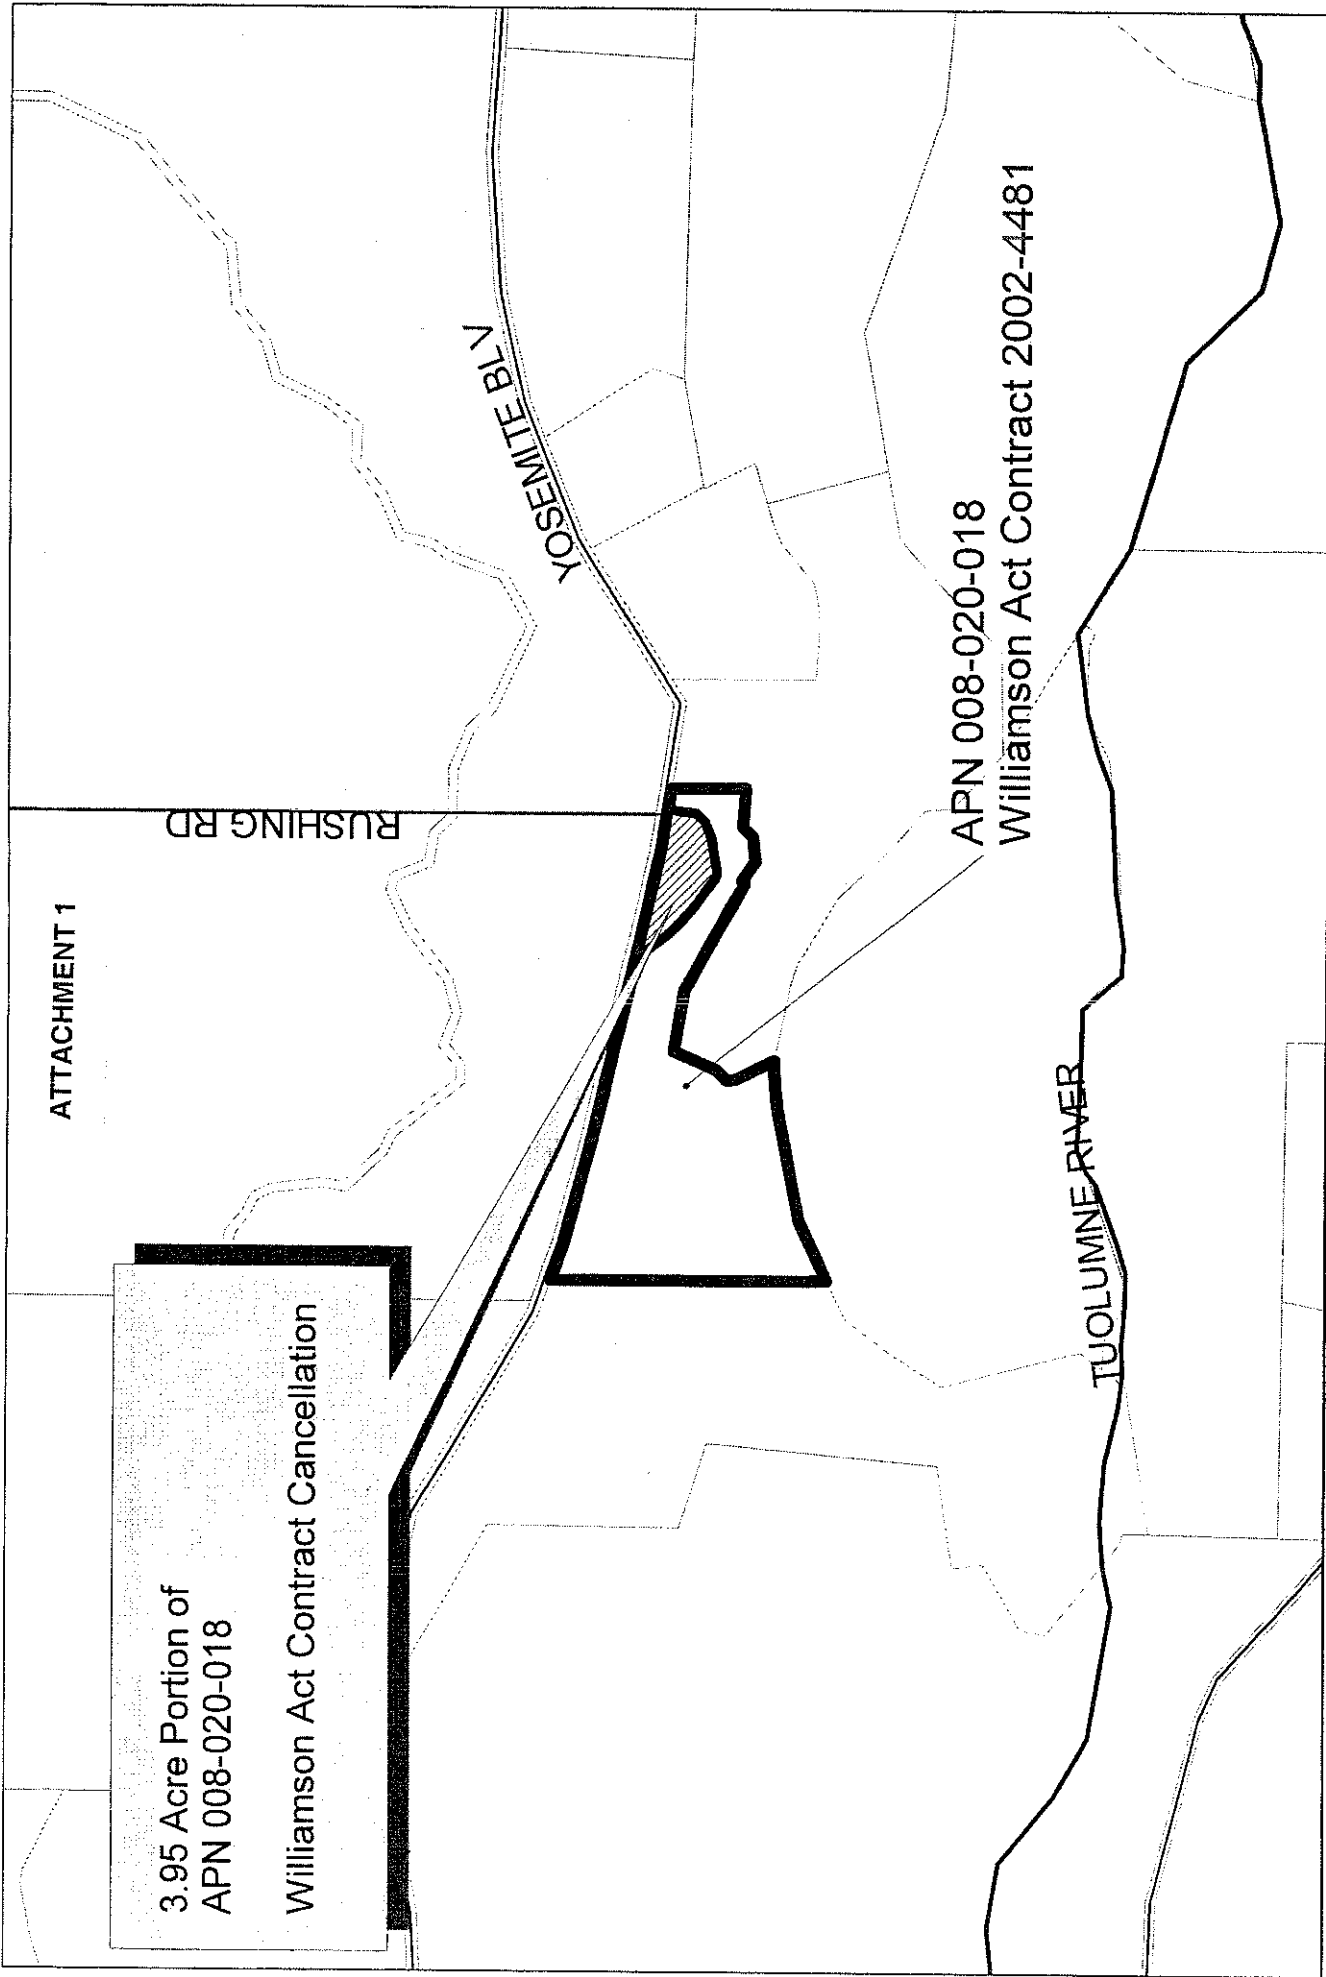 ATTACHMENT 1
3.95 Acre Portion of
APN 008-020-018
Williamson Act Contract Cancellation
RUSHING RD
YOSEMITE BLV
APN 008-020-018
Williamson Act Contract 2002-4481
TUOLUMNE RIVER